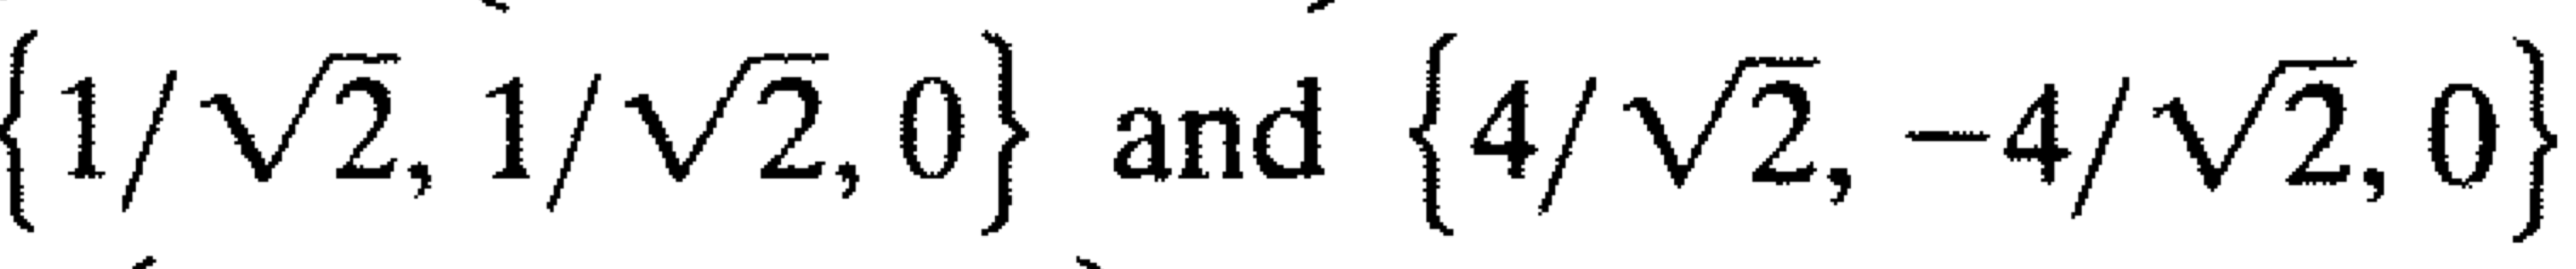 {1/√2, 1/√2, 0} and {4/√2, −4/√2, 0}